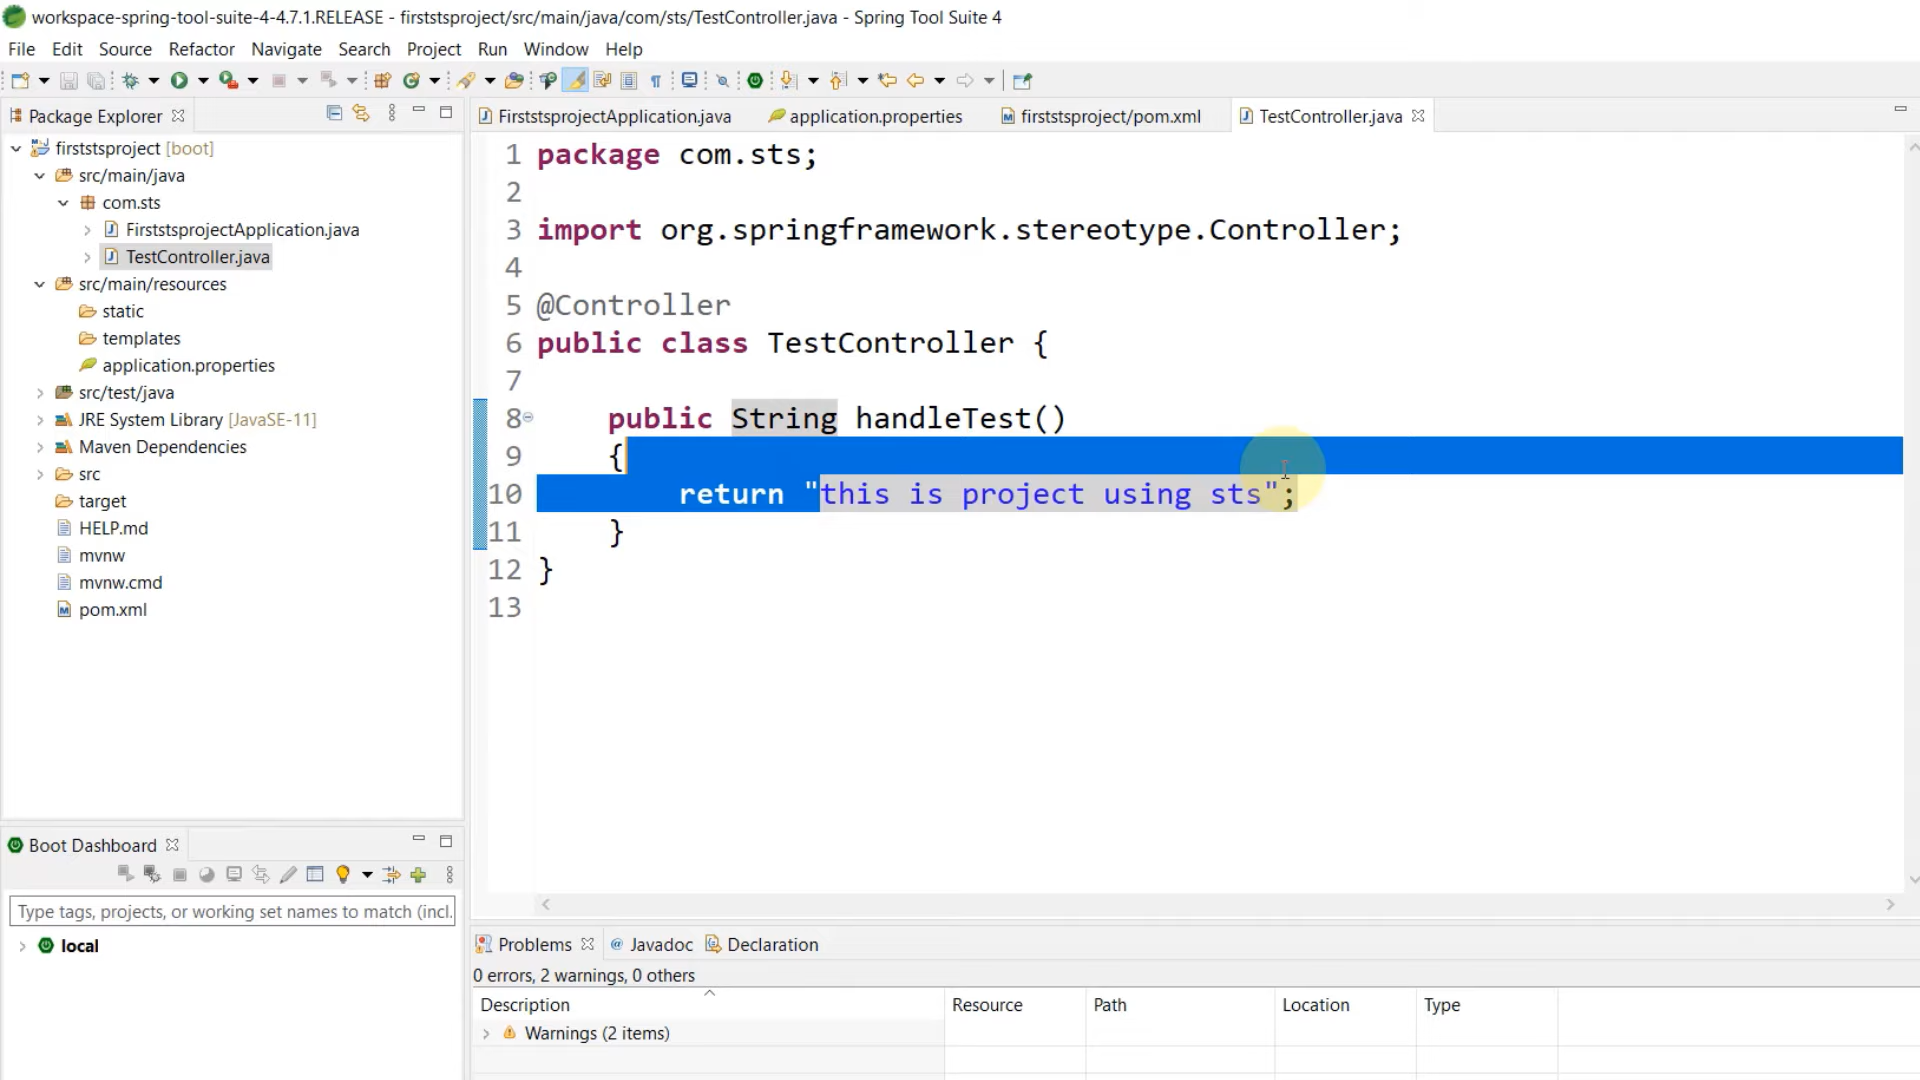 workspace-spring-tool-suite-4-4.7.1.RELEASE - firststsproject/src/main/java/com/sts/TestController.java - Spring Tool Suite 4
File Edit Source Refactor Navigate Search Project Run Window Help
Package Explorer
FirststsprojectApplication.java application.properties firststsproject/pom.xml TestController.java
firststsproject [boot]
src/main/java
com.sts
FirststsprojectApplication.java
TestController.java
src/main/resources
static
templates
application.properties
src/test/java
JRE System Library [JavaSE-11]
Maven Dependencies
src
target
HELP.md
mvnw
mvnw.cmd
pom.xml
1 package com.sts;
2
3 import org.springframework.stereotype.Controller;
4
5 @Controller
6 public class TestController {
7
8 public String handleTest()
9 {
10 return "this is project using sts";
11 }
12 }
13
Boot Dashboard
Type tags, projects, or working set names to match (incl.
local
Problems @ Javadoc Declaration
0 errors, 2 warnings, 0 others
Description Resource Path Location Type
Warnings (2 items)